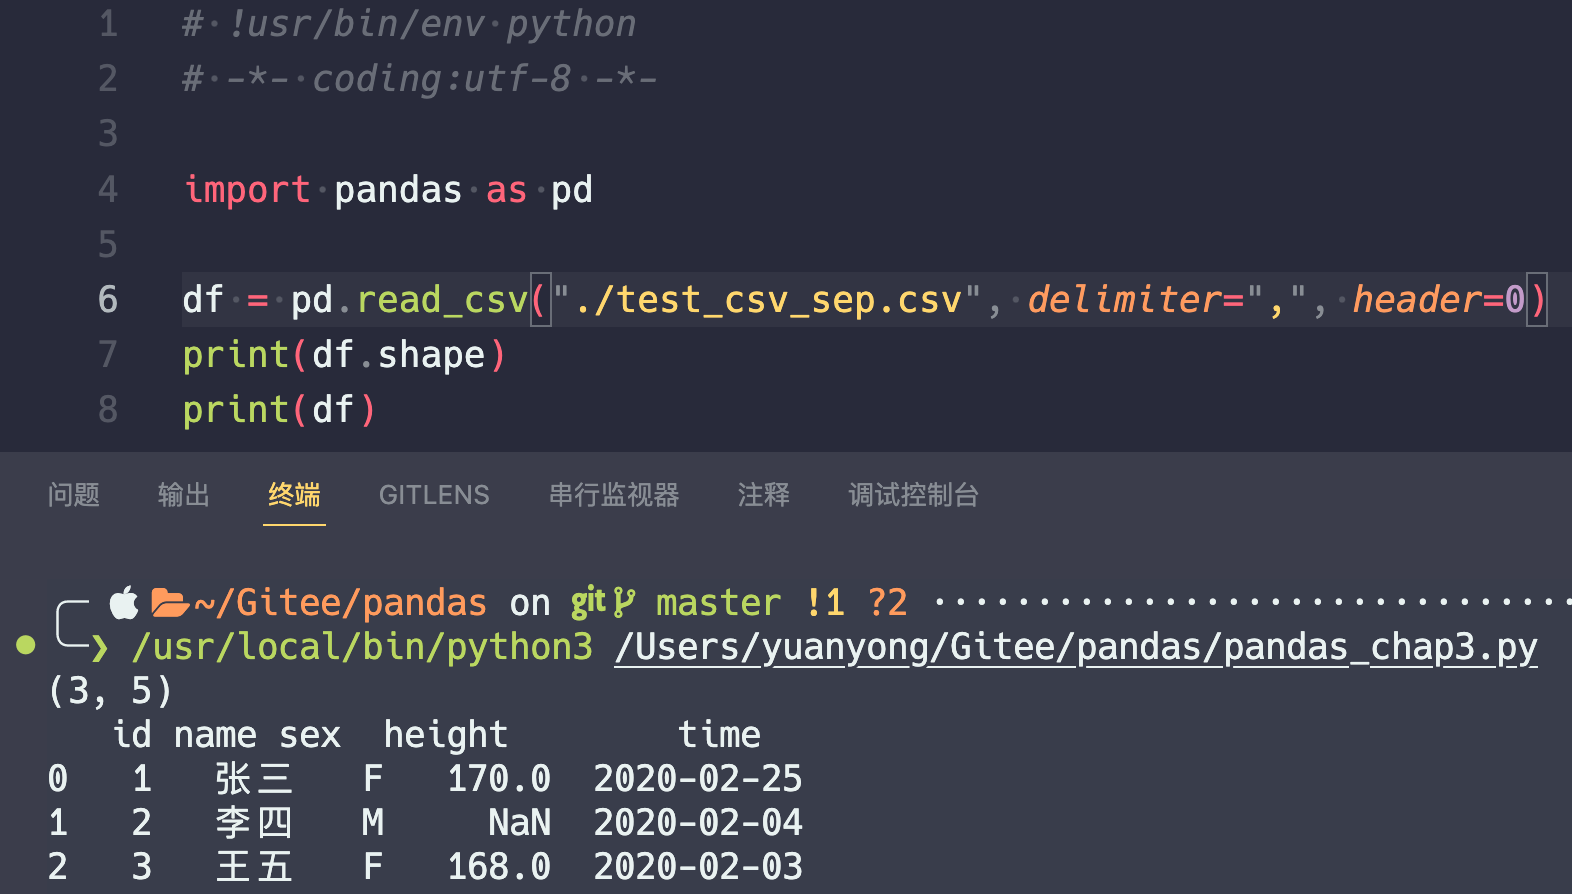 1 # !usr/bin/env python
2 # -*- coding:utf-8 -*-
3
4 import pandas as pd
5
6 df = pd.read_csv("./test_csv_sep.csv", delimiter=",", header=0)
7 print(df.shape)
8 print(df)
问题 输出 终端 GITLENS 串行监视器 注释 调试控制台
~/Gitee/pandas on git master !1 ?2 ······························
❯ /usr/local/bin/python3 /Users/yuanyong/Gitee/pandas/pandas_chap3.py
(3, 5)
id name sex height time
0 1 张三 F 170.0 2020-02-25
1 2 李四 M NaN 2020-02-04
2 3 王五 F 168.0 2020-02-03